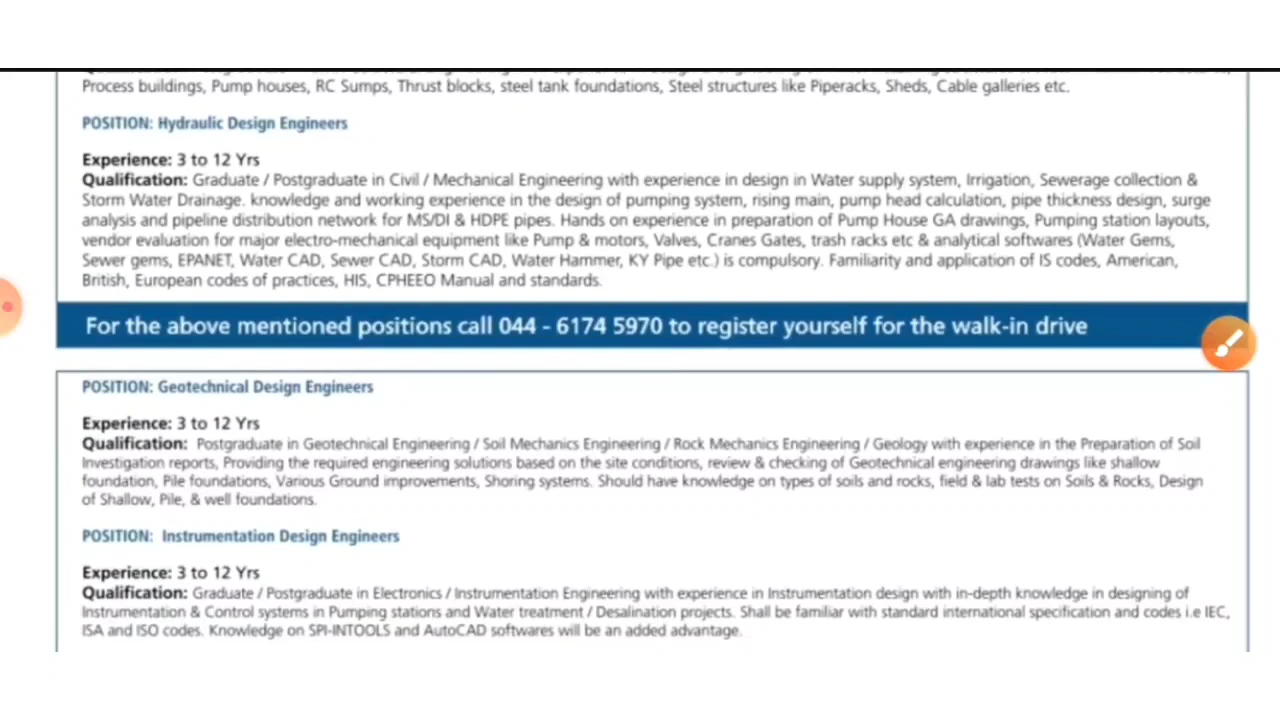 Process buildings, Pump houses, RC Sumps, Thrust blocks, steel tank foundations, Steel structures like Piperacks, Sheds, Cable galleries etc.
POSITION: Hydraulic Design Engineers
Experience: 3 to 12 Yrs
Qualification: Graduate / Postgraduate in Civil / Mechanical Engineering with experience in design in Water supply system, Irrigation, Sewerage collection &
Storm Water Drainage. knowledge and working experience in the design of pumping system, rising main, pump head calculation, pipe thickness design, surge
analysis and pipeline distribution network for MS/DI & HDPE pipes. Hands on experience in preparation of Pump House GA drawings, Pumping station layouts,
vendor evaluation for major electro-mechanical equipment like Pump & motors, Valves, Cranes Gates, trash racks etc & analytical softwares (Water Gems,
Sewer gems, EPANET, Water CAD, Sewer CAD, Storm CAD, Water Hammer, KY Pipe etc.) is compulsory. Familiarity and application of IS codes, American,
British, European codes of practices, HIS, CPHEEO Manual and standards.
For the above mentioned positions call 044 - 6174 5970 to register yourself for the walk-in drive
POSITION: Geotechnical Design Engineers
Experience: 3 to 12 Yrs
Qualification: Postgraduate in Geotechnical Engineering / Soil Mechanics Engineering / Rock Mechanics Engineering / Geology with experience in the Preparation of Soil
Investigation reports, Providing the required engineering solutions based on the site conditions, review & checking of Geotechnical engineering drawings like shallow
foundation, Pile foundations, Various Ground improvements, Shoring systems. Should have knowledge on types of soils and rocks, field & lab tests on Soils & Rocks, Design
of Shallow, Pile, & well foundations.
POSITION: Instrumentation Design Engineers
Experience: 3 to 12 Yrs
Qualification: Graduate / Postgraduate in Electronics / Instrumentation Engineering with experience in Instrumentation design with in-depth knowledge in designing of
Instrumentation & Control systems in Pumping stations and Water treatment / Desalination projects. Shall be familiar with standard international specification and codes i.e IEC,
ISA and ISO codes. Knowledge on SPI-INTOOLS and AutoCAD softwares will be an added advantage.